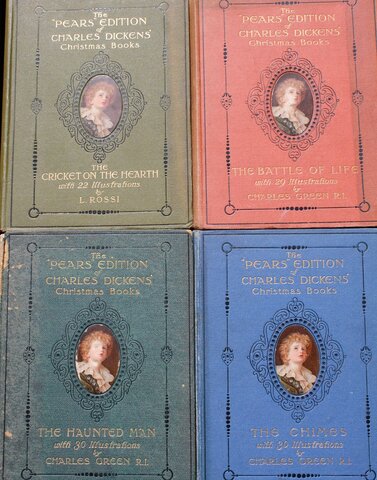 The
"PEARS' EDITION
of
CHARLES DICKENS'
Christmas Books
THE
CRICKET ON THE HEARTH
with 22 Illustrations
by
L. ROSSI
The
"PEARS' EDITION
of
CHARLES DICKENS'
Christmas Books
THE BATTLE OF LIFE
with 29 Illustrations
by
CHARLES GREEN R.I.
The
"PEARS' EDITION
of
CHARLES DICKENS'
Christmas Books
THE HAUNTED MAN
with 30 Illustrations
by
CHARLES GREEN R.I.
The
"PEARS' EDITION
of
CHARLES DICKENS'
Christmas Books
THE CHIMES
with 30 Illustrations
by
CHARLES GREEN R.I.